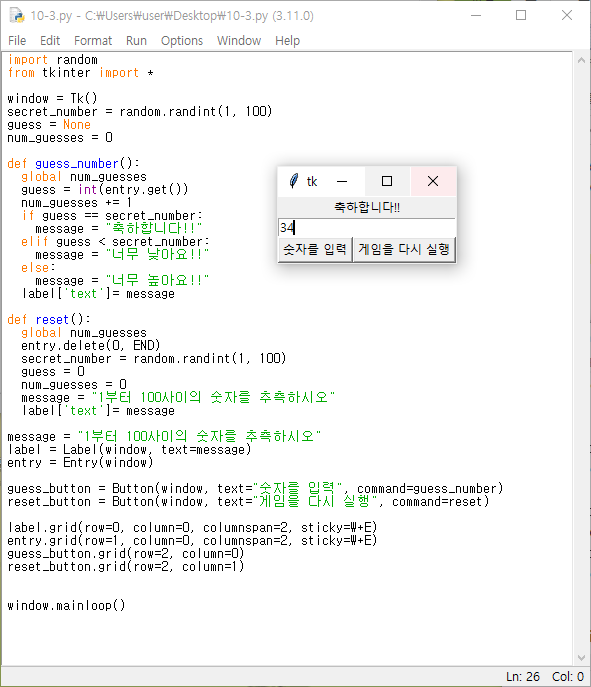 10-3.py - C:₩Users₩user₩Desktop₩10-3.py (3.11.0)
File Edit Format Run Options Window Help
import random
from tkinter import *
window = Tk()
secret_number = random.randint(1, 100)
guess = None
num_guesses = 0
def guess_number():
  global num_guesses
  guess = int(entry.get())
  num_guesses += 1
  if guess == secret_number:
    message = "축하합니다!!"
  elif guess < secret_number:
    message = "너무 낮아요!!"
  else:
    message = "너무 높아요!!"
  label['text']= message
def reset():
  global num_guesses
  entry.delete(0, END)
  secret_number = random.randint(1, 100)
  guess = 0
  num_guesses = 0
  message = "1부터 100사이의 숫자를 추측하시오"
  label['text']= message
message = "1부터 100사이의 숫자를 추측하시오"
label = Label(window, text=message)
entry = Entry(window)
guess_button = Button(window, text="숫자를 입력", command=guess_number)
reset_button = Button(window, text="게임을 다시 실행", command=reset)
label.grid(row=0, column=0, columnspan=2, sticky=W+E)
entry.grid(row=1, column=0, columnspan=2, sticky=W+E)
guess_button.grid(row=2, column=0)
reset_button.grid(row=2, column=1)
window.mainloop()
tk
축하합니다!!
34
숫자를 입력 게임을 다시 실행
Ln: 26 Col: 0